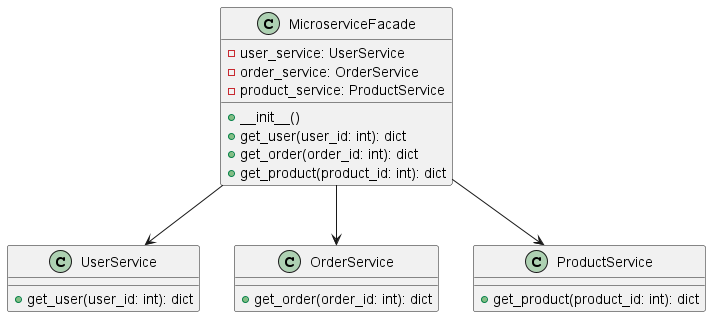 C MicroserviceFacade
user_service: UserService
order_service: OrderService
product_service: ProductService
__init__()
get_user(user_id: int): dict
get_order(order_id: int): dict
get_product(product_id: int): dict
C UserService
get_user(user_id: int): dict
C OrderService
get_order(order_id: int): dict
C ProductService
get_product(product_id: int): dict